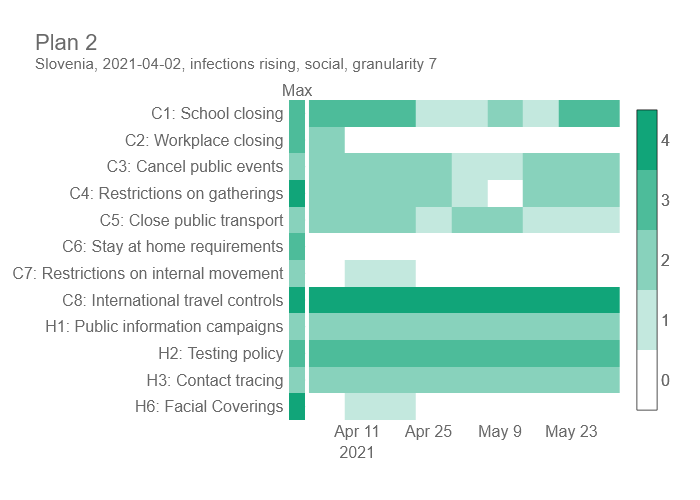 Plan 2
Slovenia, 2021-04-02, infections rising, social, granularity 7
Max
C1: School closing
C2: Workplace closing
C3: Cancel public events
C4: Restrictions on gatherings
C5: Close public transport
C6: Stay at home requirements
C7: Restrictions on internal movement
C8: International travel controls
H1: Public information campaigns
H2: Testing policy
H3: Contact tracing
H6: Facial Coverings
Apr 11 Apr 25 May 9 May 23
2021
4
3
2
1
0